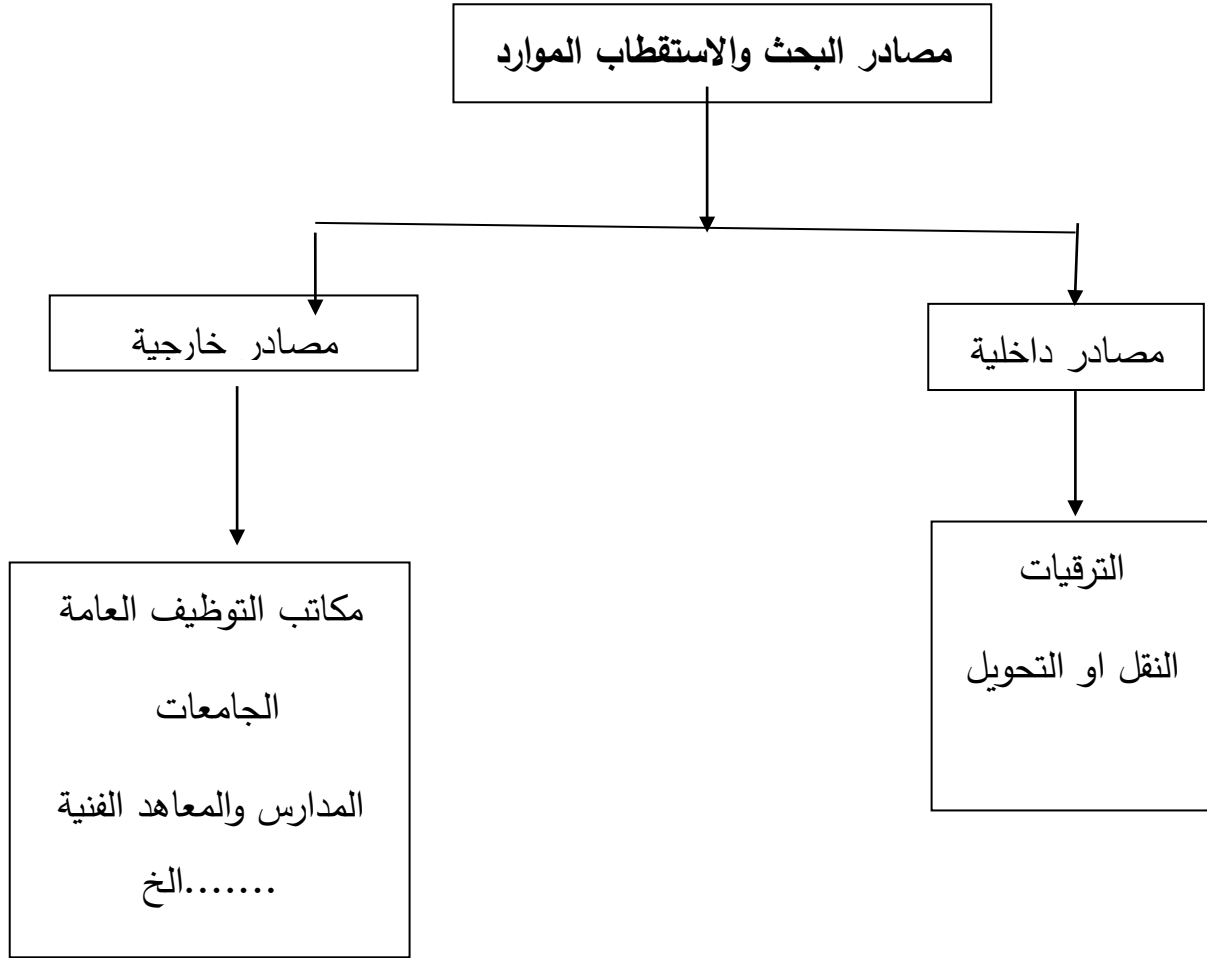 مصادر البحث والاستقطاب الموارد
مصادر داخلية
مصادر خارجية
الترقيات
النقل او التحويل
مكاتب التوظيف العامة
الجامعات
المدارس والمعاهد الفنية
.......الخ